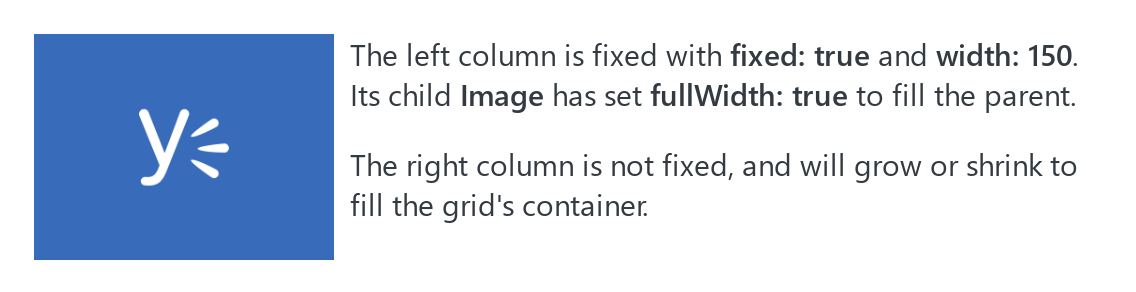 The left column is fixed with fixed: true and width: 150.
Its child Image has set fullWidth: true to fill the parent.
The right column is not fixed, and will grow or shrink to
fill the grid's container.